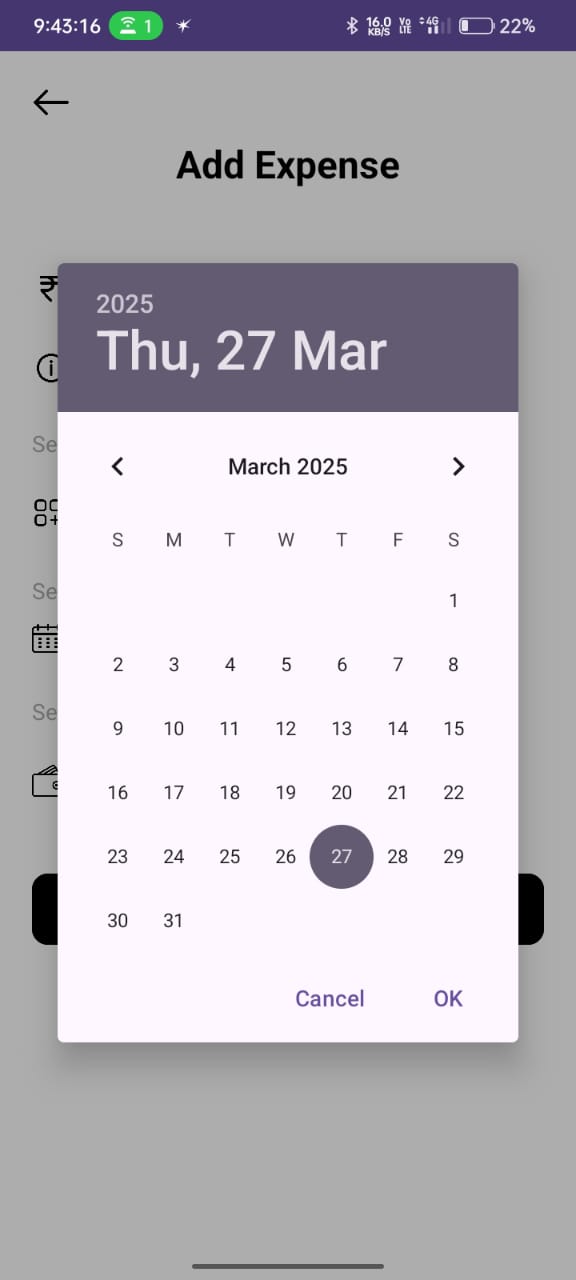 9:43:16 1 16.0 KB/S Vo LTE 4G 22%
Add Expense
₹
2025
Thu, 27 Mar
Se
March 2025
S M T W T F S
1
Se
2 3 4 5 6 7 8
Se
9 10 11 12 13 14 15
16 17 18 19 20 21 22
23 24 25 26 27 28 29
30 31
Cancel OK